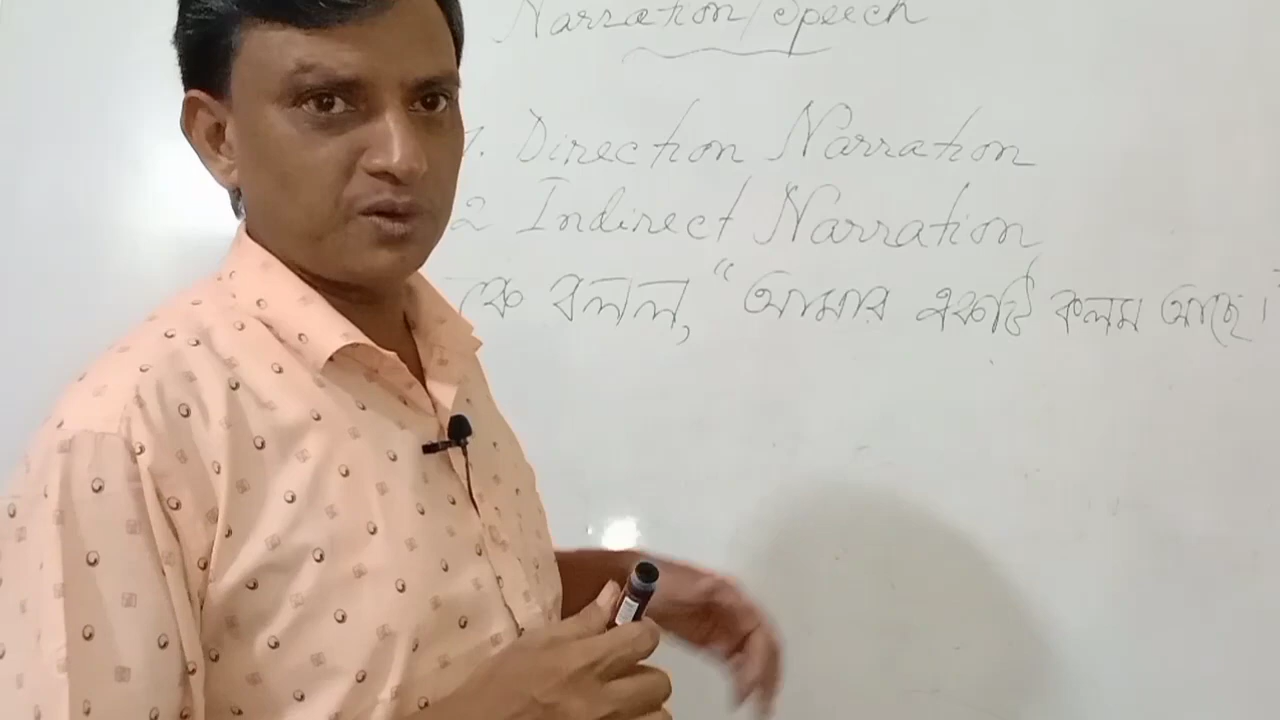 Narration/Speech
1. Direction Narration
2 Indirect Narration
কে বলল, “আমার একটি কলম আছে।”